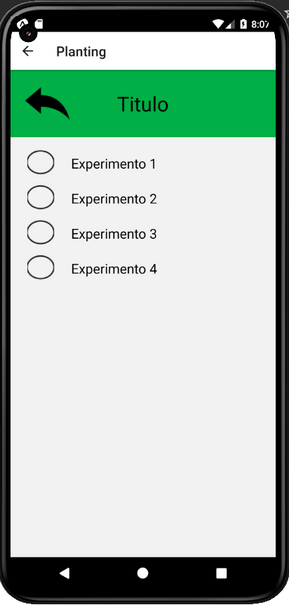 8:07
Planting
Titulo
Experimento 1
Experimento 2
Experimento 3
Experimento 4